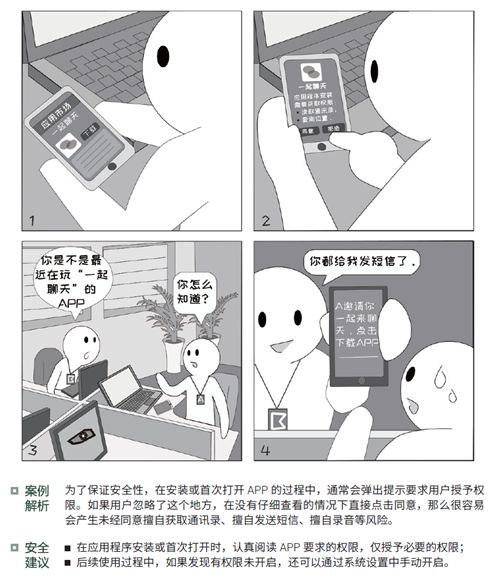 应用市场
一起聊天
下载
1
一起聊天
应用程序安装
需要获取权限:
• 读取通讯录.
• 查询位置.
同意 拒绝
2
你是不是最
近在玩“一起
聊天”的
APP
你怎么
知道?
A
3
你都给我发短信了.
A邀请你
一起来聊
天,点击
下载APP
4
案例
解析
为了保证安全性,在安装或首次打开 APP 的过程中,通常会弹出提示要求用户授予权
限。如果用户忽略了这个地方,在没有仔细查看的情况下直接点击同意,那么很容易
会产生未经同意擅自获取通讯录、擅自发送短信、擅自录音等风险。
安全
建议
■ 在应用程序安装或首次打开时,认真阅读 APP 要求的权限,仅授予必要的权限;
■ 后续使用过程中,如果发现有权限未开启,还可以通过系统设置中手动开启。